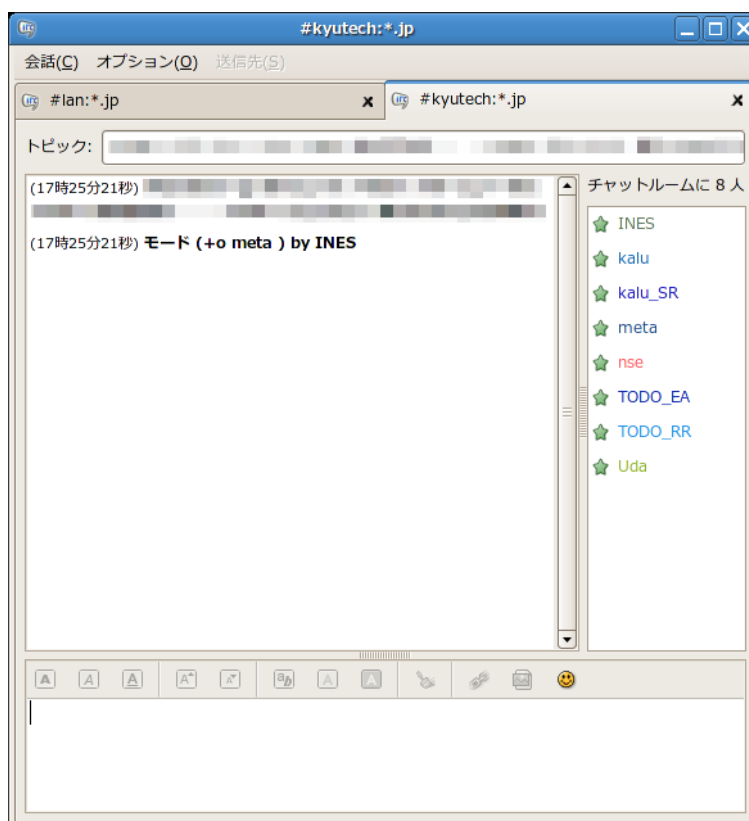 #kyutech:*.jp
会話(C) オプション(O) 送信先(S)
#lan:*.jp
#kyutech:*.jp
トピック:
チャットルームに 8 人
(17時25分21秒)
(17時25分21秒) モード (+o meta ) by INES
INES
kalu
kalu_SR
meta
nse
TODO_EA
TODO_RR
Uda